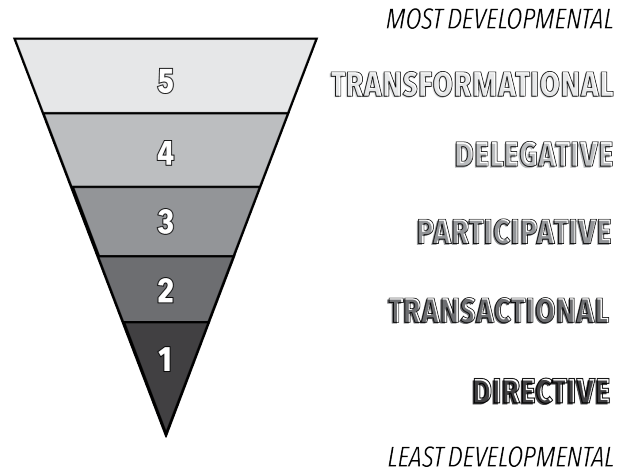 MOST DEVELOPMENTAL
5
TRANSFORMATIONAL
4
DELEGATIVE
3
PARTICIPATIVE
2
TRANSACTIONAL
1
DIRECTIVE
LEAST DEVELOPMENTAL